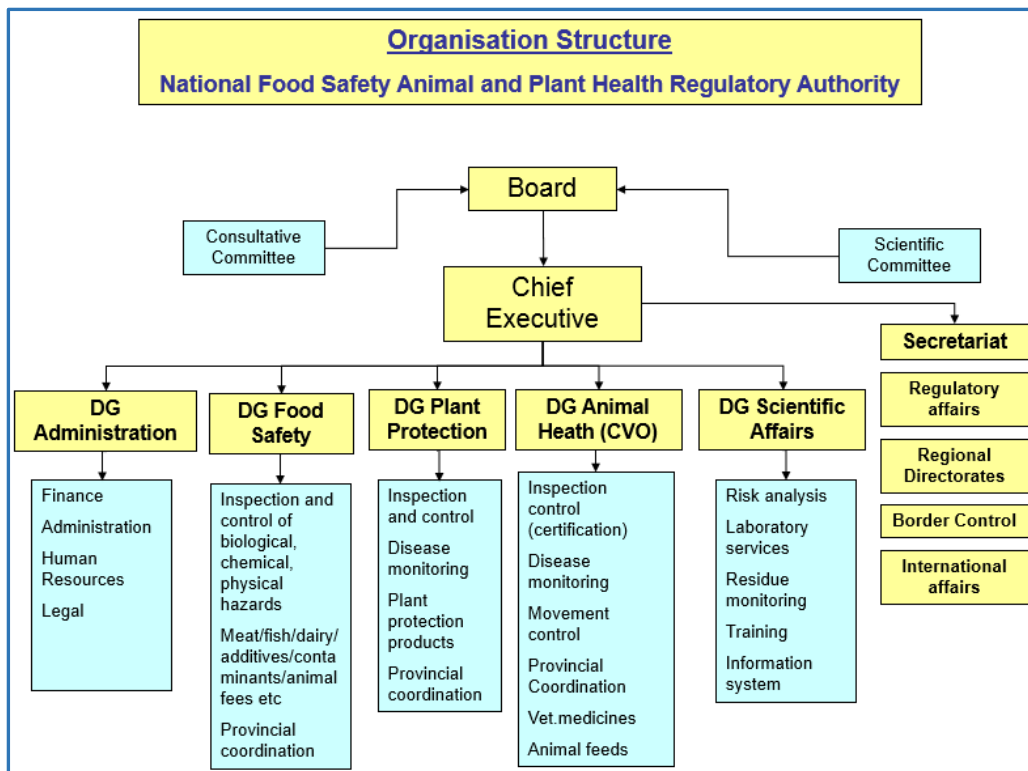 Organisation Structure
National Food Safety Animal and Plant Health Regulatory Authority
Board
Consultative
Committee
Scientific
Committee
Chief
Executive
Secretariat
Regulatory
affairs
Regional
Directorates
Border Control
International
affairs
DG
Administration
Finance
Administration
Human
Resources
Legal
DG Food
Safety
Inspection and
control of
biological,
chemical,
physical
hazards
Meat/fish/dairy/
additives/conta
minants/animal
fees etc
Provincial
coordination
DG Plant
Protection
Inspection
and control
Disease
monitoring
Plant
protection
products
Provincial
coordination
DG Animal
Heath (CVO)
Inspection
control
(certification)
Disease
monitoring
Movement
control
Provincial
Coordination
Vet.medicines
Animal feeds
DG Scientific
Affairs
Risk analysis
Laboratory
services
Residue
monitoring
Training
Information
system